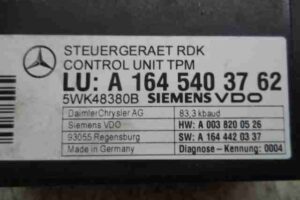 STEUERGERAET RDK
CONTROL UNIT TPM
LU: A 164 540 37 62
5WK48380B SIEMENS VDO
DaimlerChrysler AG 83,3 kbaud
Siemens VDO HW: A 003 820 05 26
93055 Regensburg SW: A 164 442 03 37
Made in Germany Diagnose - Kennung: 0004